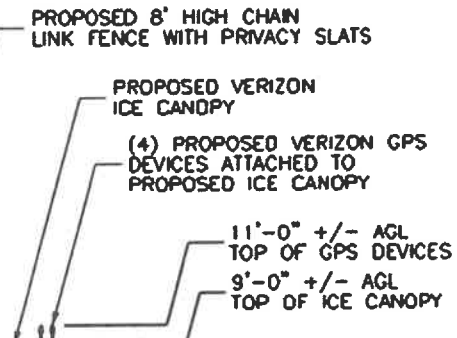 PROPOSED 8' HIGH CHAIN
LINK FENCE WITH PRIVACY SLATS
PROPOSED VERIZON
ICE CANOPY
(4) PROPOSED VERIZON GPS
DEVICES ATTACHED TO
PROPOSED ICE CANOPY
11'-0" +/- AGL
TOP OF GPS DEVICES
9'-0" +/- AGL
TOP OF ICE CANOPY